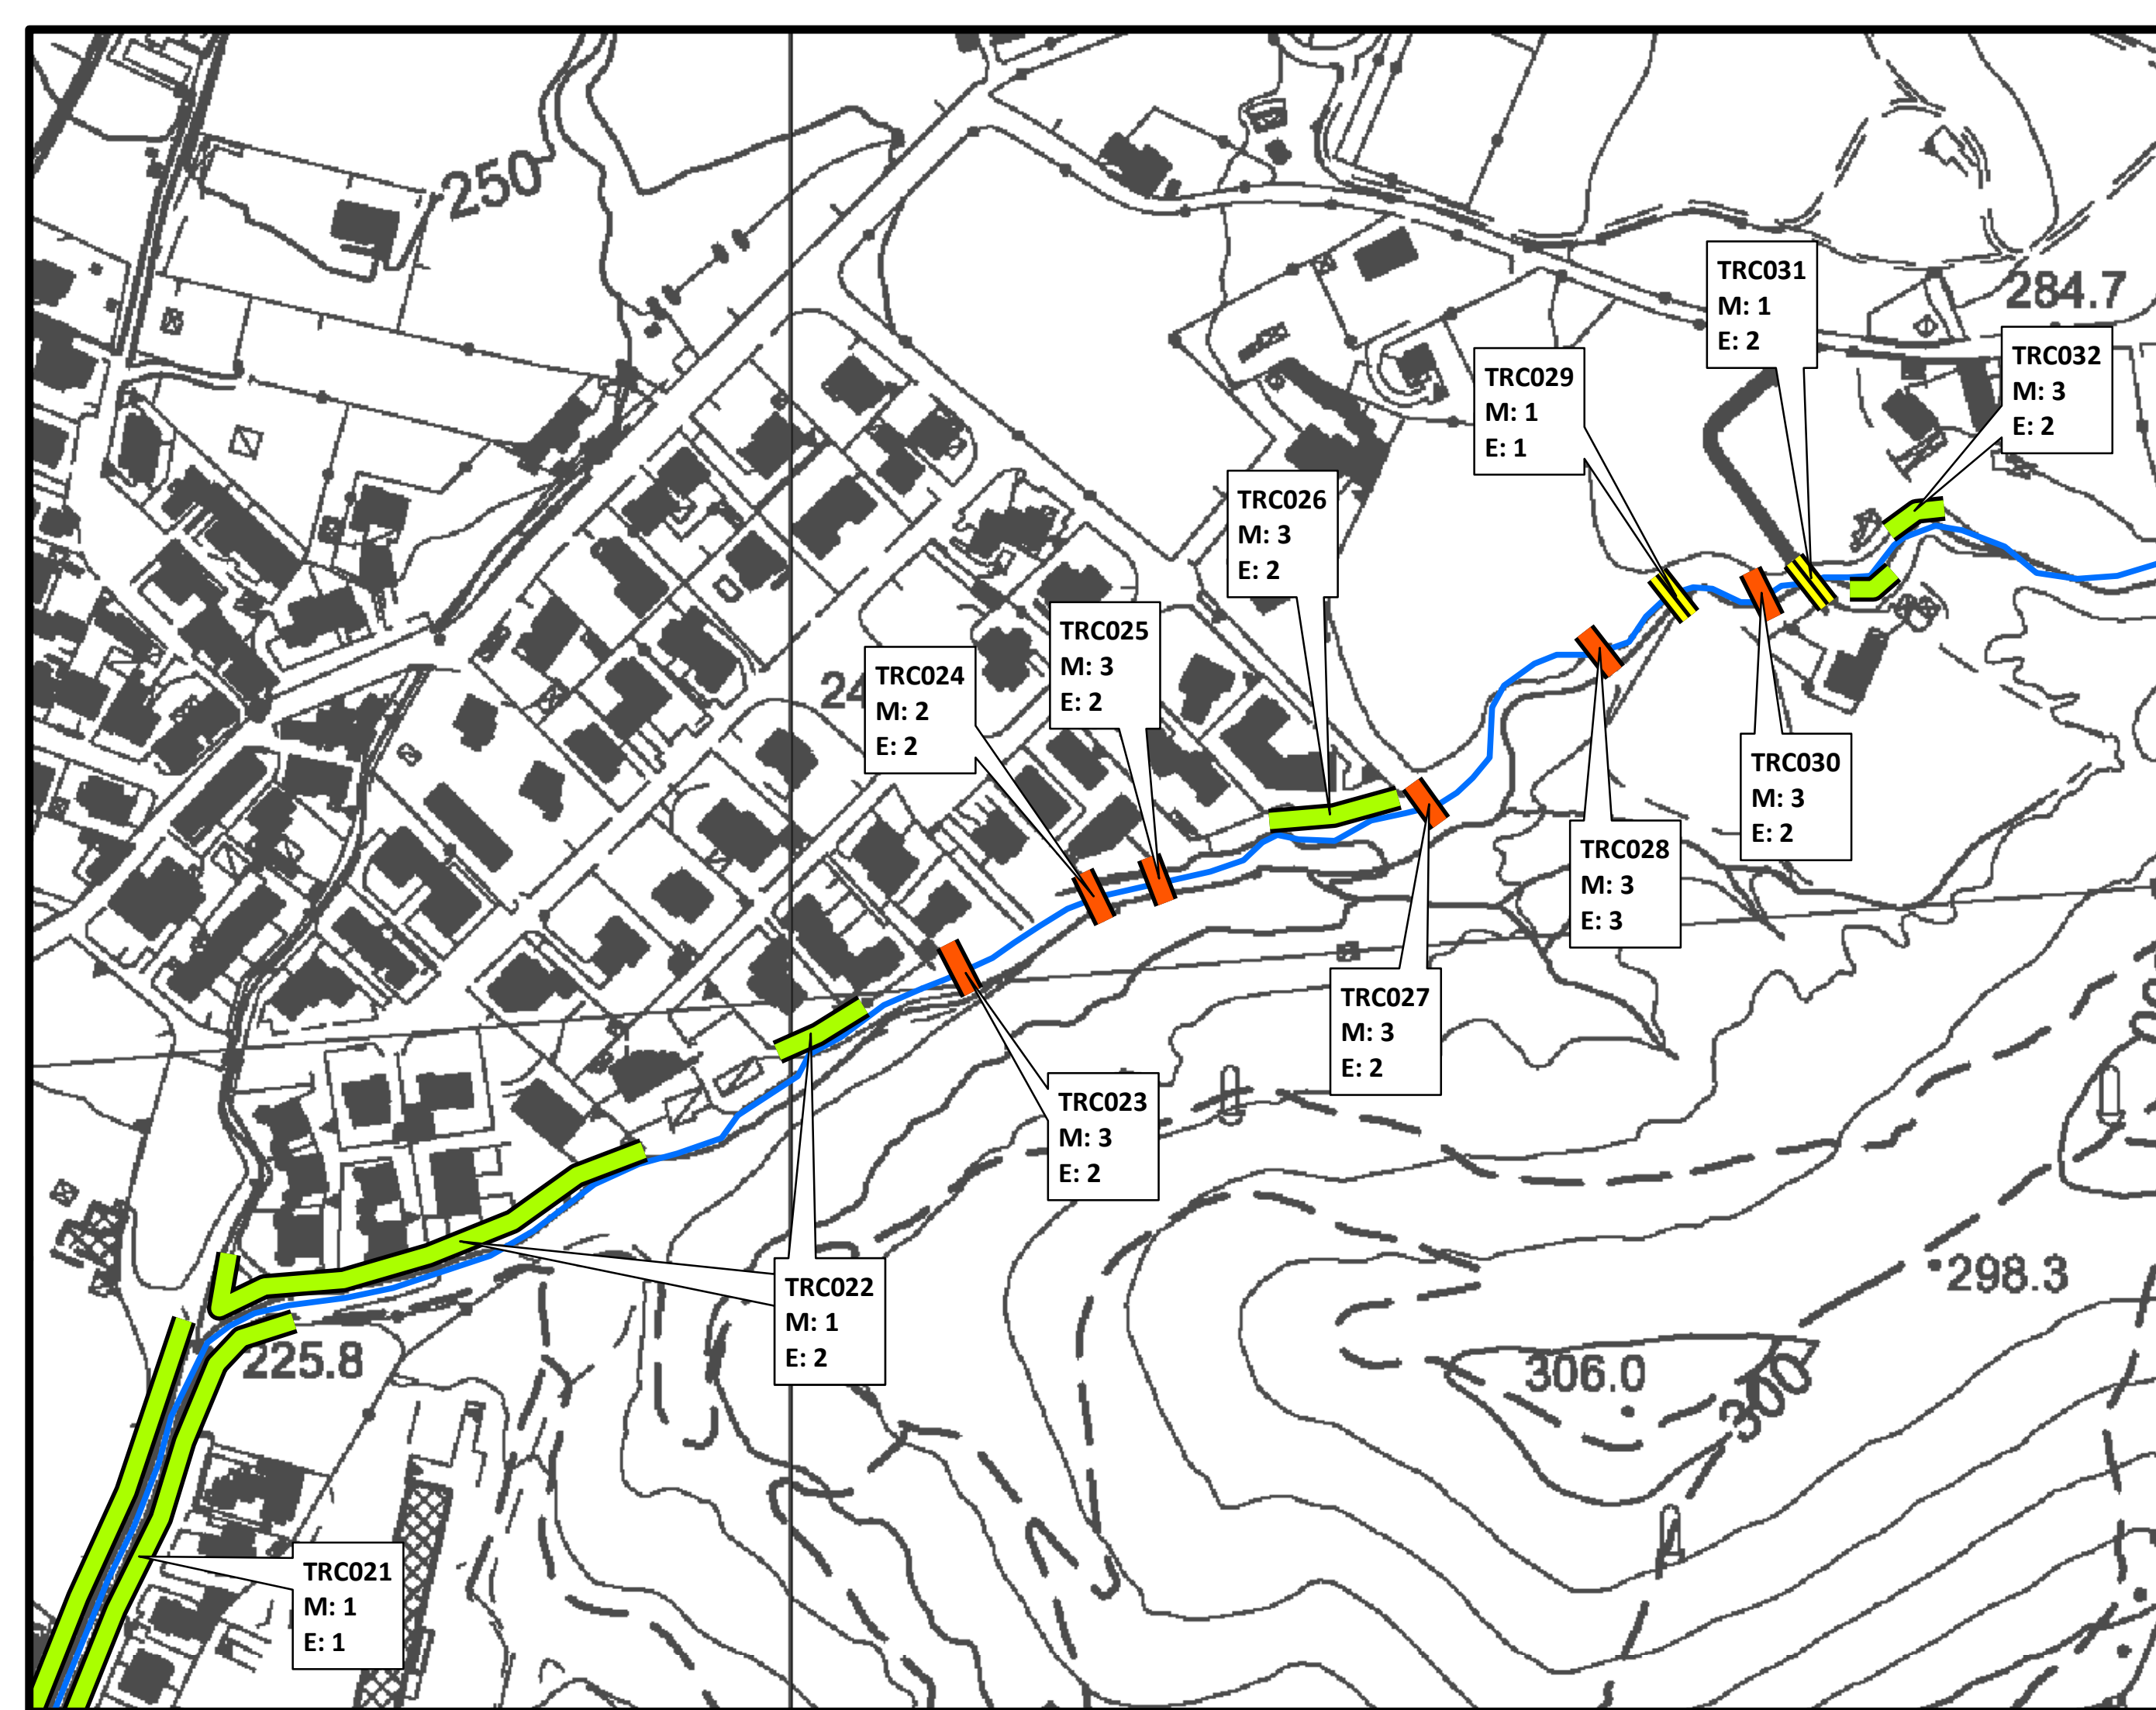 250
TRC031
M: 1
E: 2
284.7
TRC032
M: 3
E: 2
TRC029
M: 1
E: 1
TRC026
M: 3
E: 2
TRC025
M: 3
E: 2
TRC024
M: 2
E: 2
TRC030
M: 3
E: 2
TRC028
M: 3
E: 3
TRC027
M: 3
E: 2
TRC023
M: 3
E: 2
TRC022
M: 1
E: 2
298.3
225.8
306.0
300
TRC021
M: 1
E: 1